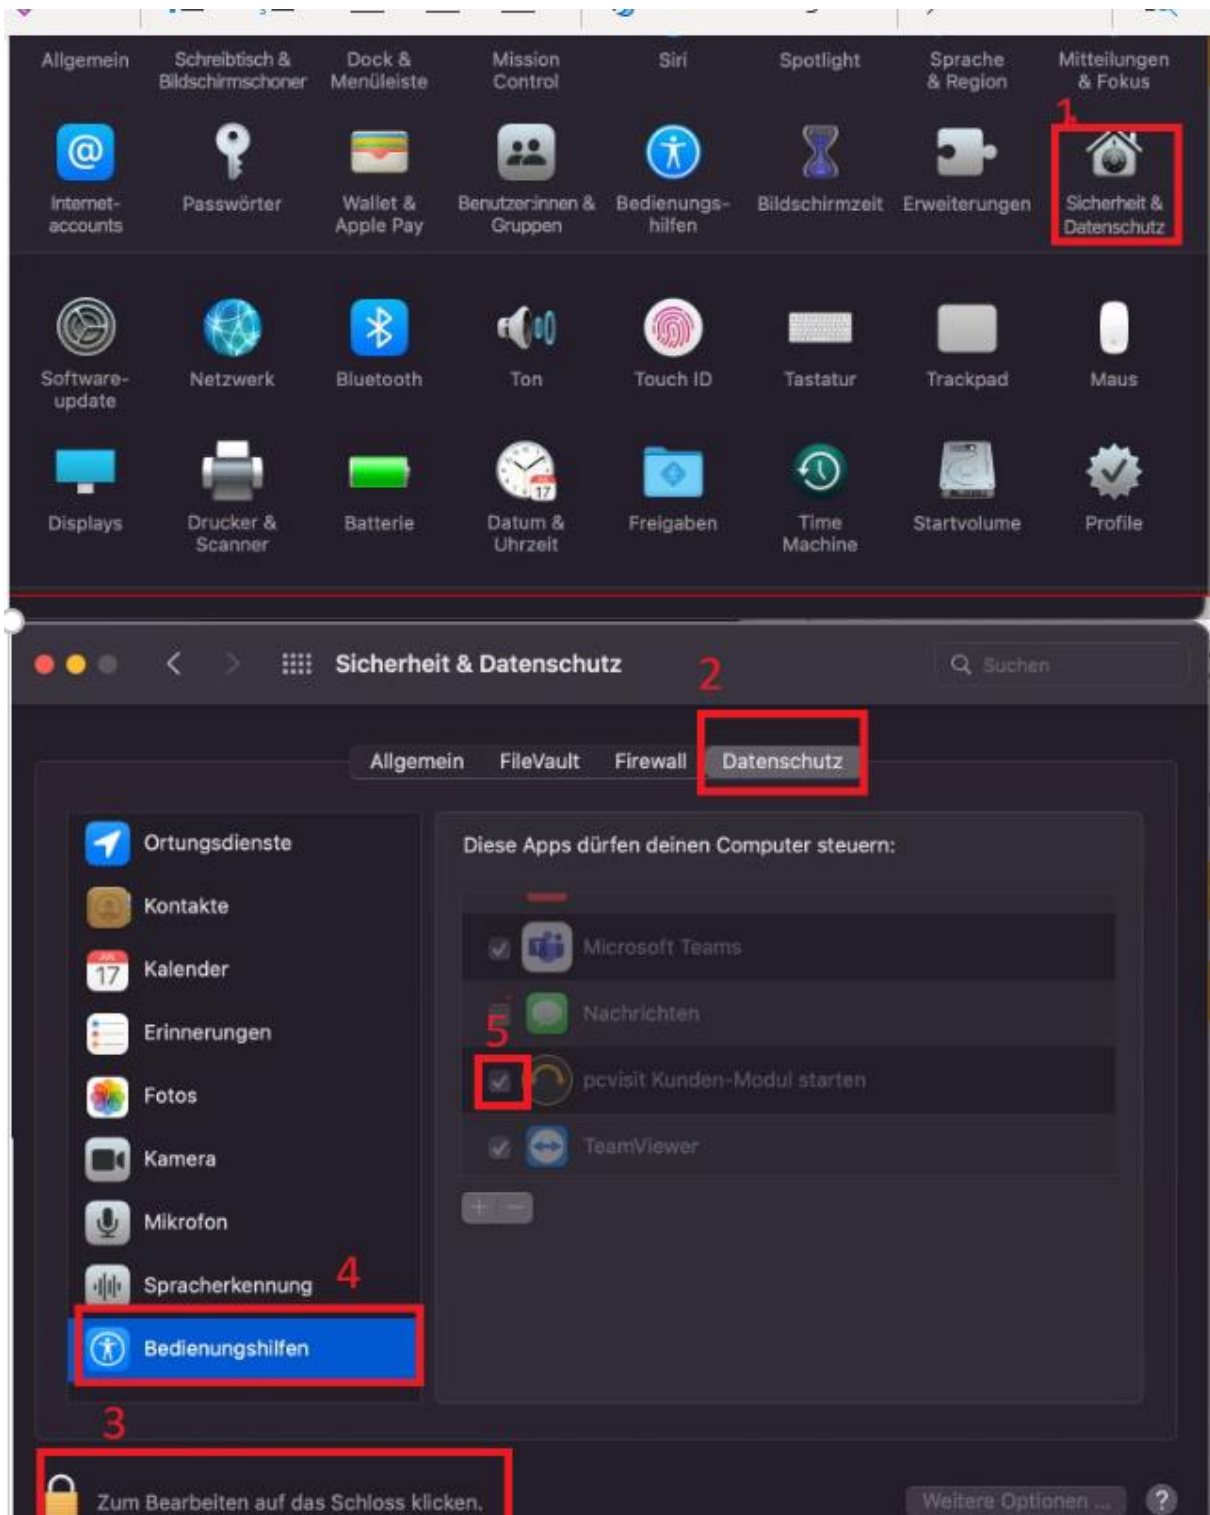 Allgemein
Schreibtisch &
Bildschirmschoner
Dock &
Menüleiste
Mission
Control
Siri
Spotlight
Sprache
& Region
Mitteilungen
& Fokus
1
Internet-
accounts
Passwörter
Wallet &
Apple Pay
Benutzer:innen &
Gruppen
Bedienungs-
hilfen
Bildschirmzeit
Erweiterungen
Sicherheit &
Datenschutz
Software-
update
Netzwerk
Bluetooth
Ton
Touch ID
Tastatur
Trackpad
Maus
17
Displays
Drucker &
Scanner
Batterie
Datum &
Uhrzeit
Freigaben
Time
Machine
Startvolume
Profile
Sicherheit & Datenschutz
2
Suchen
Allgemein
FileVault
Firewall
Datenschutz
Ortungsdienste
Kontakte
17
Kalender
Erinnerungen
Fotos
Kamera
Mikrofon
Spracherkennung
4
Bedienungshilfen
Diese Apps dürfen deinen Computer steuern:
Microsoft Teams
Nachrichten
5
pcvisit Kunden-Modul starten
TeamViewer
3
Zum Bearbeiten auf das Schloss klicken.
Weitere Optionen ...
?